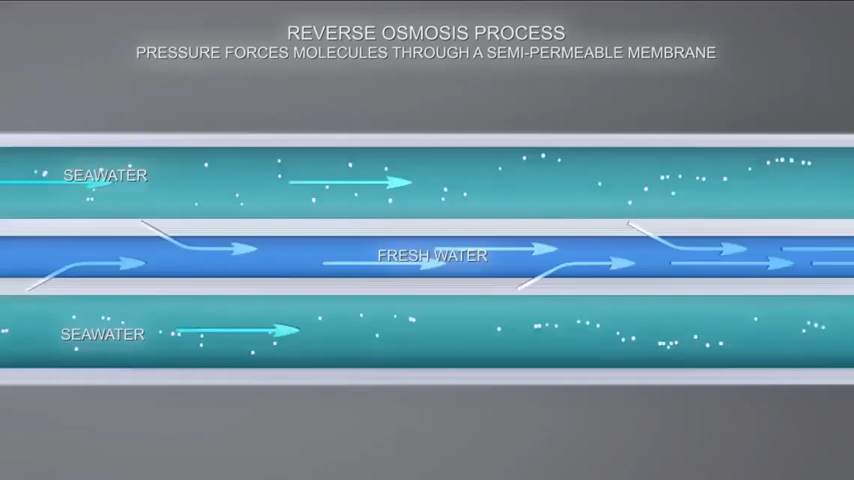 REVERSE OSMOSIS PROCESS
PRESSURE FORCES MOLECULES THROUGH A SEMI-PERMEABLE MEMBRANE
SEAWATER
FRESH WATER
SEAWATER